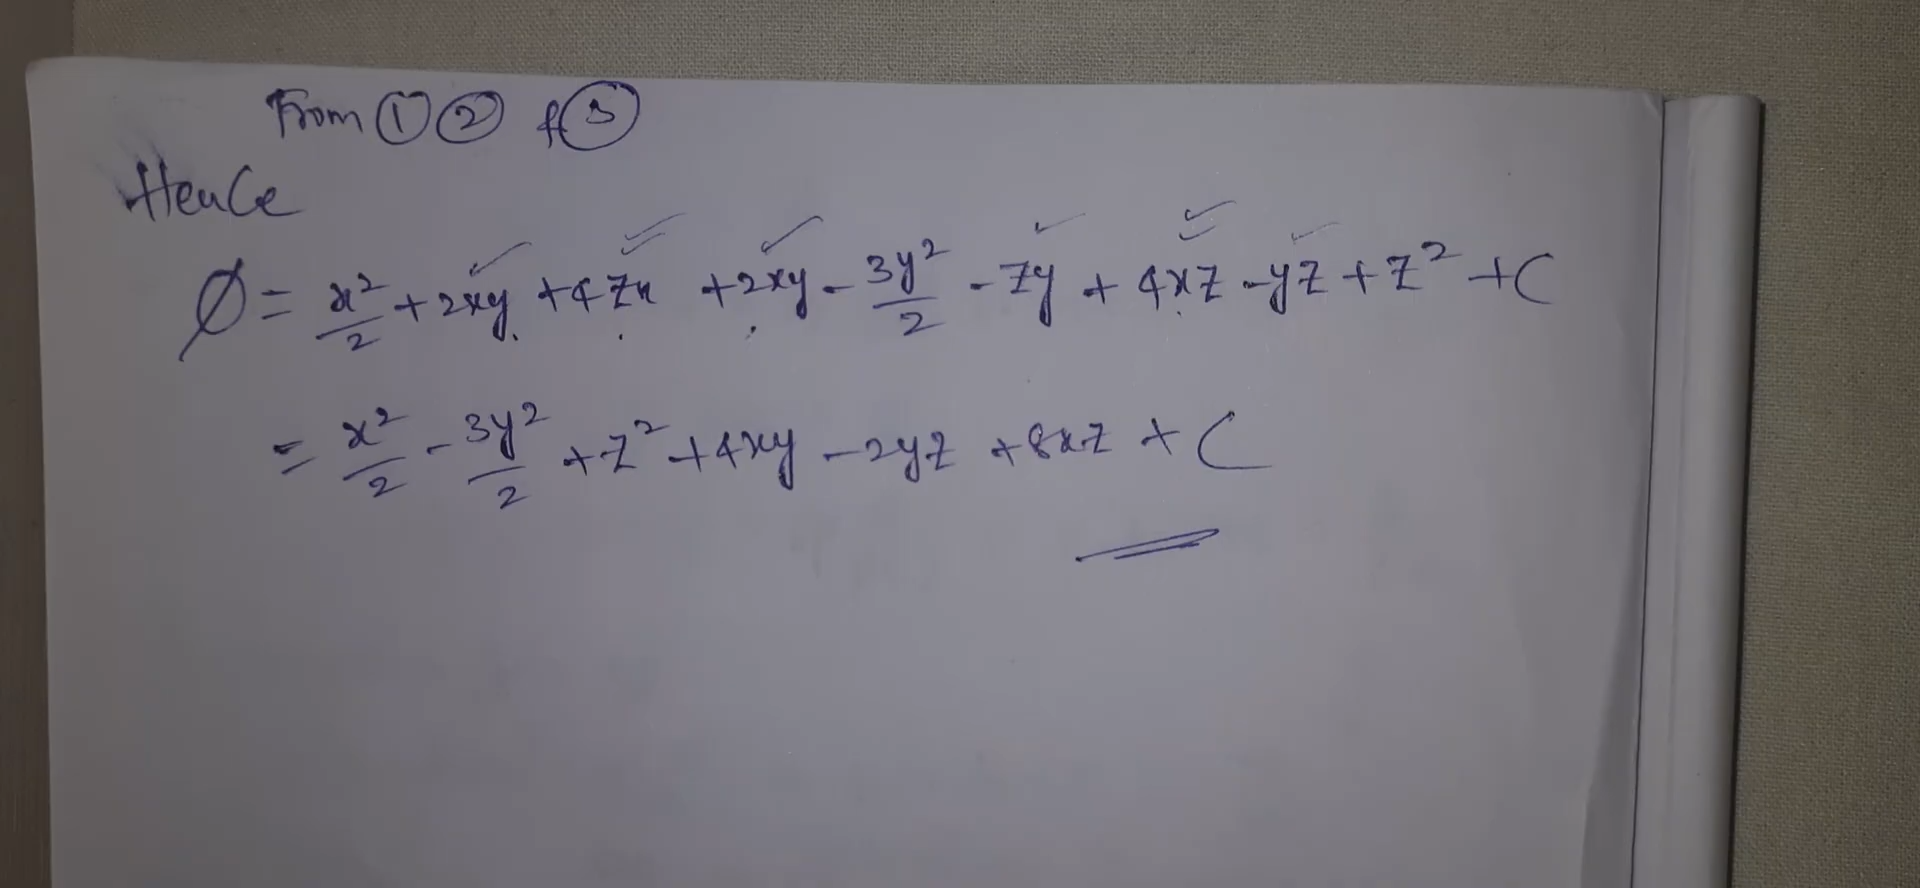 From ① ② & ③
Hence
Ø = x²/2 + 2xy + 4zx + 2xy - 3y²/2 - zy + 4xz - yz + z² + C
= x²/2 - 3y²/2 + z² + 4xy - 2yz + 8xz + C